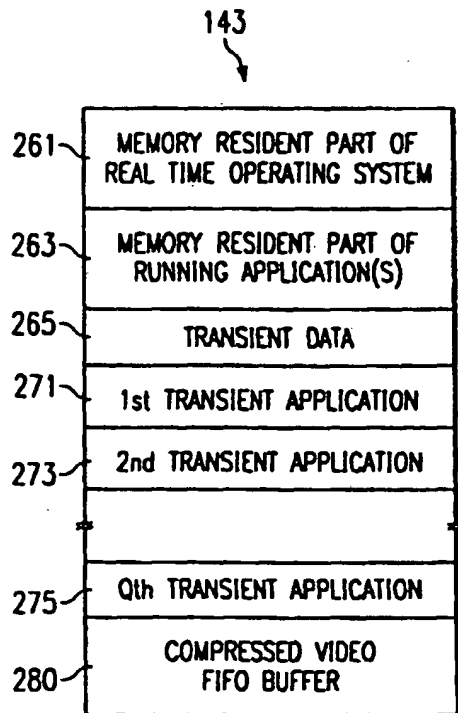 143
261
MEMORY RESIDENT PART OF
REAL TIME OPERATING SYSTEM
263
MEMORY RESIDENT PART OF
RUNNING APPLICATION(S)
265
TRANSIENT DATA
271
1st TRANSIENT APPLICATION
273
2nd TRANSIENT APPLICATION
275
Qth TRANSIENT APPLICATION
280
COMPRESSED VIDEO
FIFO BUFFER